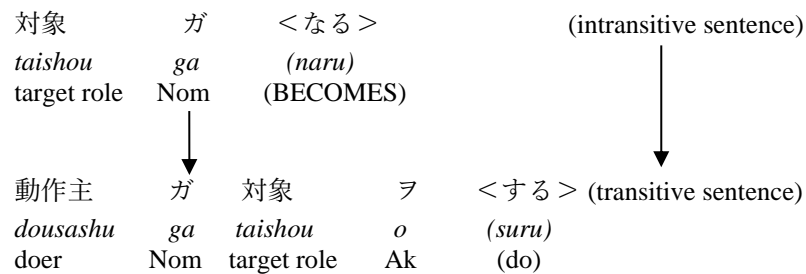 対象 ガ ＜なる＞ (intransitive sentence)
taishou ga (naru)
target role Nom (BECOMES)
動作主 ガ 対象 ヲ ＜する＞ (transitive sentence)
dousashu ga taishou o (suru)
doer Nom target role Ak (do)